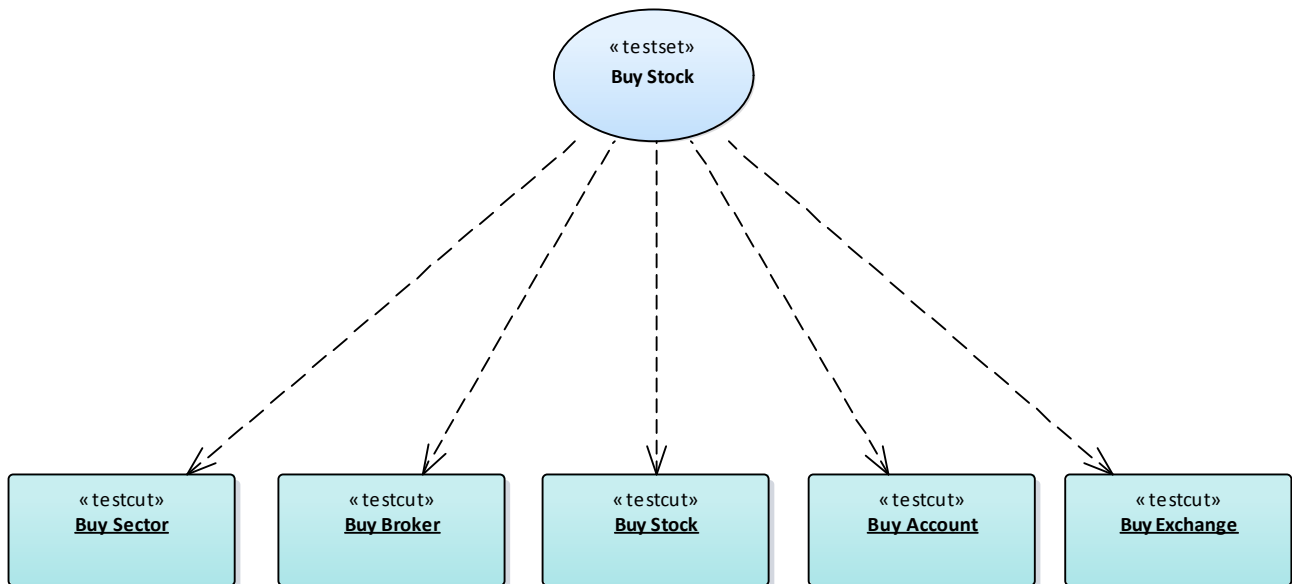 «testset»
Buy Stock
«testcut»
Buy Sector
«testcut»
Buy Broker
«testcut»
Buy Stock
«testcut»
Buy Account
«testcut»
Buy Exchange